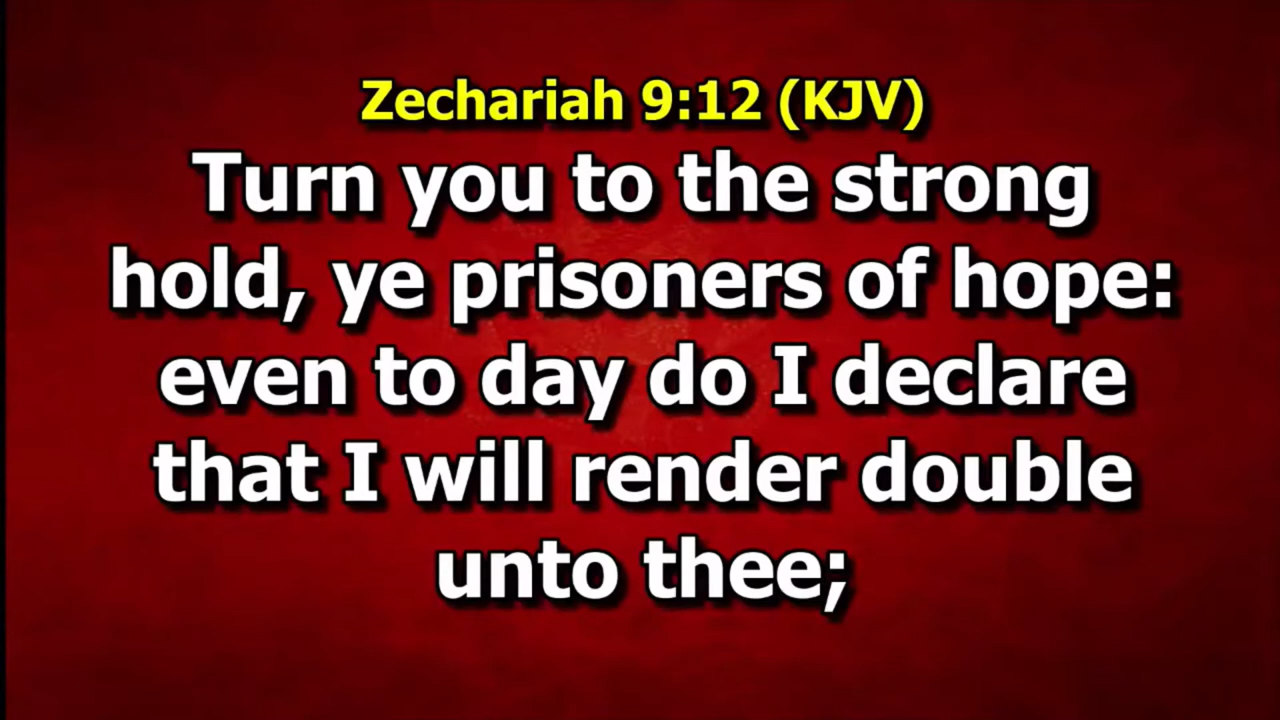 Zechariah 9:12 (KJV)
Turn you to the strong
hold, ye prisoners of hope:
even to day do I declare
that I will render double
unto thee;